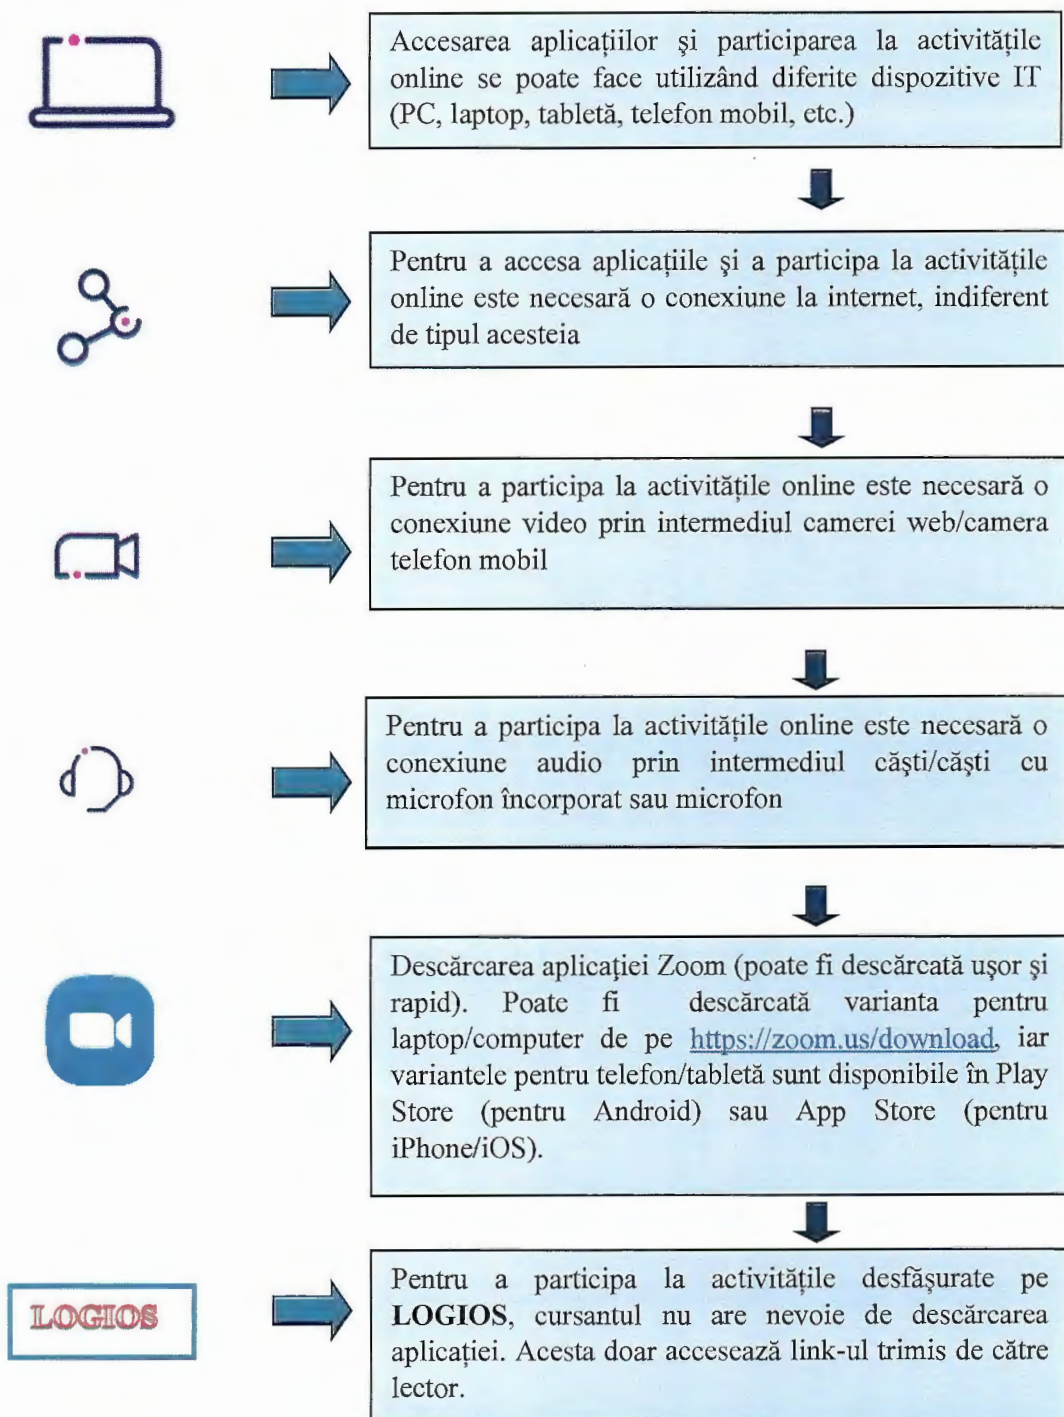 Accesarea aplicațiilor şi participarea la activitățile
online se poate face utilizând diferite dispozitive IT
(PC, laptop, tabletă, telefon mobil, etc.)
Pentru a accesa aplicațiile şi a participa la activitățile
online este necesară o conexiune la internet, indiferent
de tipul acesteia
Pentru a participa la activitățile online este necesară o
conexiune video prin intermediul camerei web/camera
telefon mobil
Pentru a participa la activitățile online este necesară o
conexiune audio prin intermediul căşti/căşti cu
microfon încorporat sau microfon
Descărcarea aplicației Zoom (poate fi descărcată uşor şi
rapid). Poate fi descărcată varianta pentru
laptop/computer de pe https://zoom.us/download, iar
variantele pentru telefon/tabletă sunt disponibile în Play
Store (pentru Android) sau App Store (pentru
iPhone/iOS).
LOGIOS
Pentru a participa la activitățile desfăşurate pe
LOGIOS, cursantul nu are nevoie de descărcarea
aplicației. Acesta doar accesează link-ul trimis de către
lector.